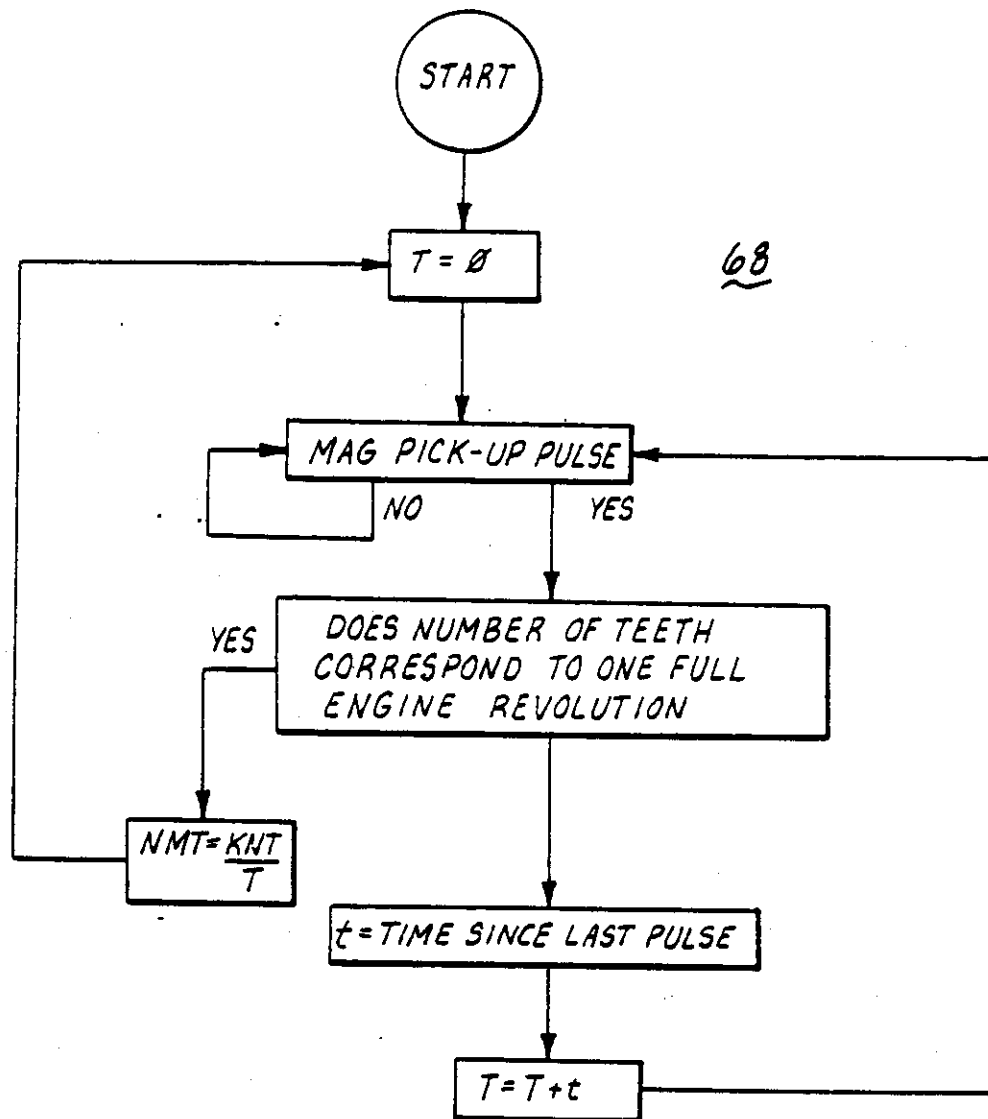 START
T = Ø
68
MAG PICK-UP PULSE
NO
YES
YES
DOES NUMBER OF TEETH
CORRESPOND TO ONE FULL
ENGINE REVOLUTION
NMT = KNT
T
t = TIME SINCE LAST PULSE
T = T + t